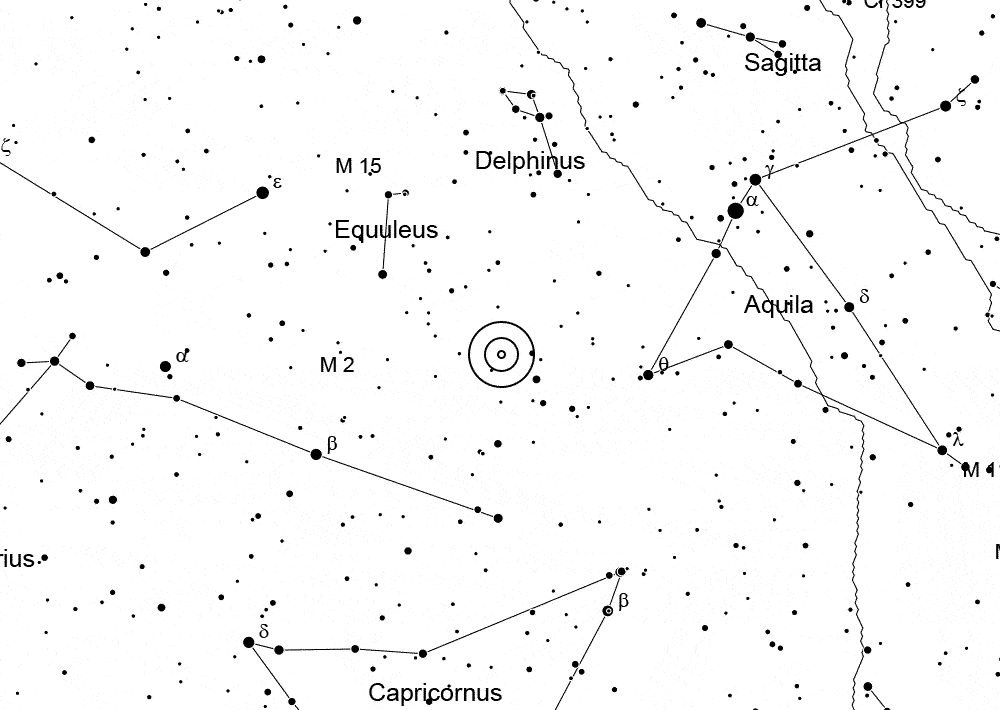 Cr 399
Sagitta
ζ
ζ
Delphinus
M 15
γ
ε
α
Equuleus
Aquila
δ
α
M 2
θ
β
λ
M 1
rius
β
δ
Capricornus